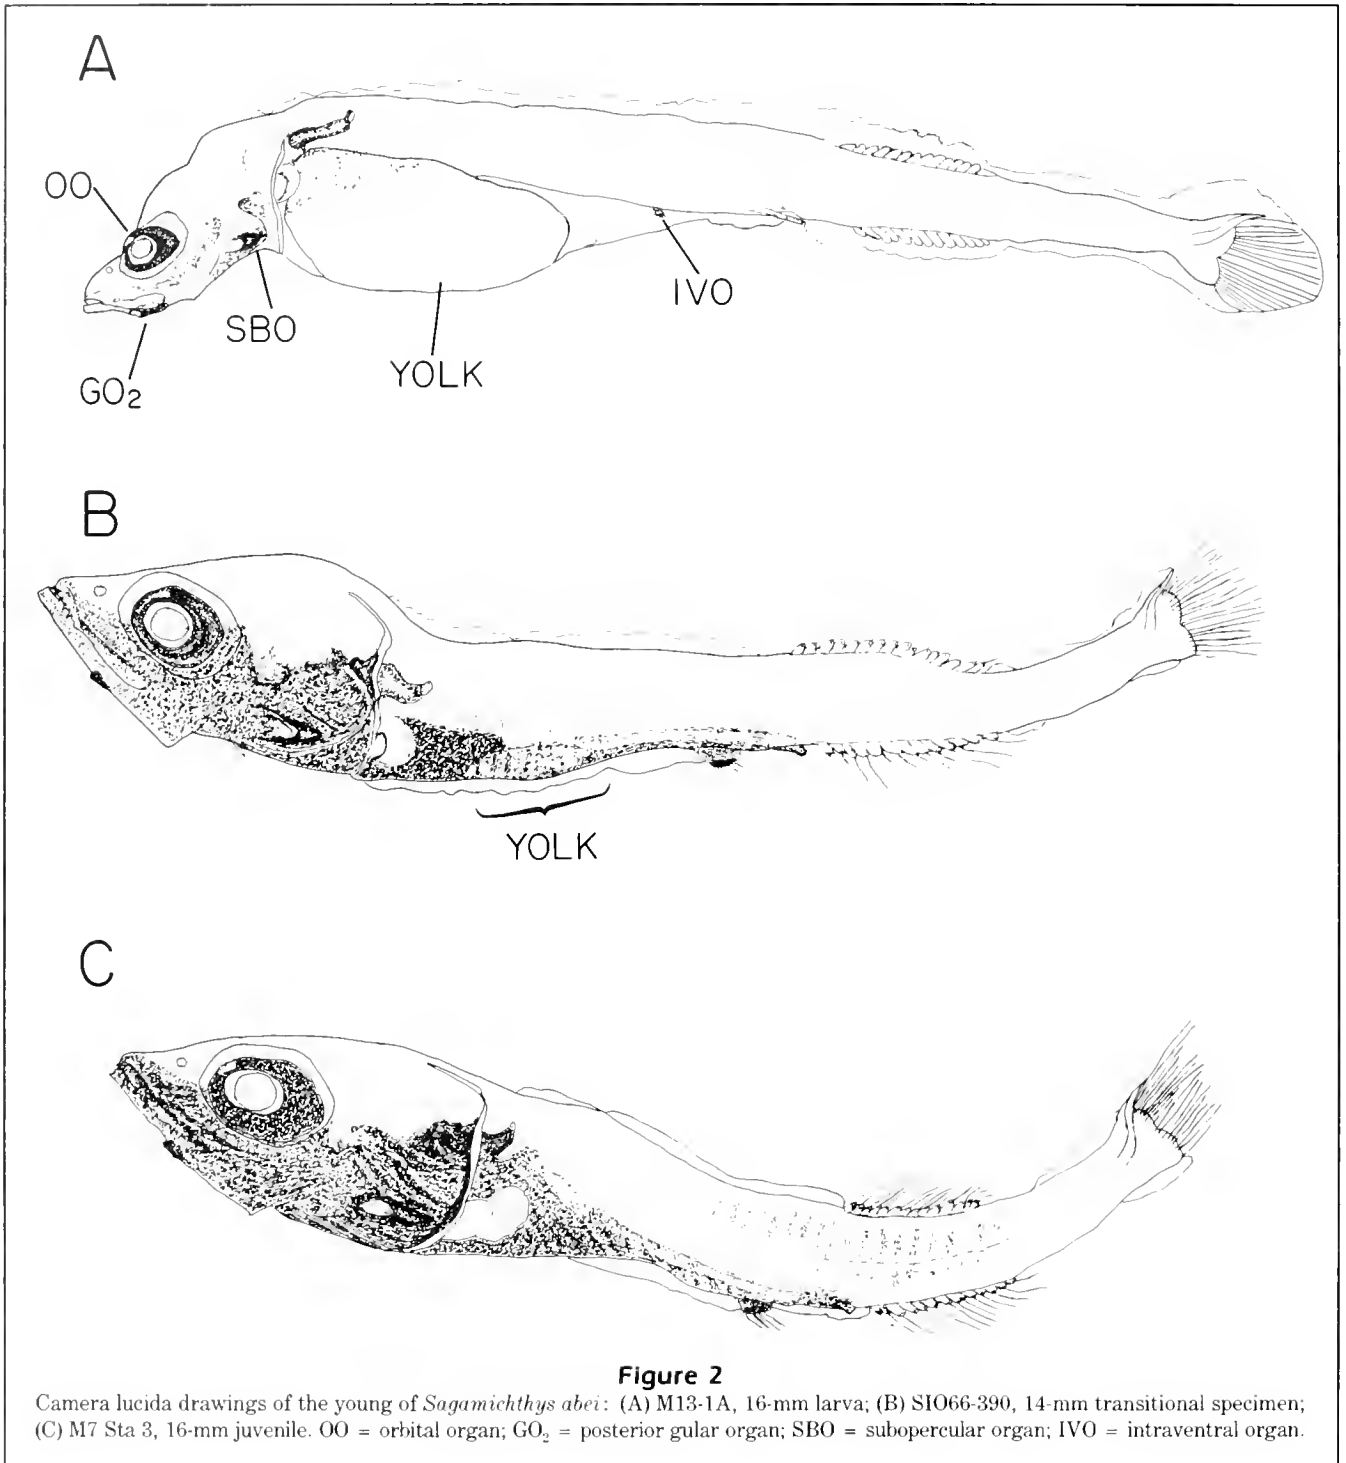 A
OO
SBO
IVO
YOLK
GO₂
B
YOLK
C
Figure 2
Camera lucida drawings of the young of Sagamichthys abei: (A) M13-1A, 16-mm larva; (B) SIO66-390, 14-mm transitional specimen;
(C) M7 Sta 3, 16-mm juvenile. OO = orbital organ; GO₂ = posterior gular organ; SBO = subopercular organ; IVO = intraventral organ.